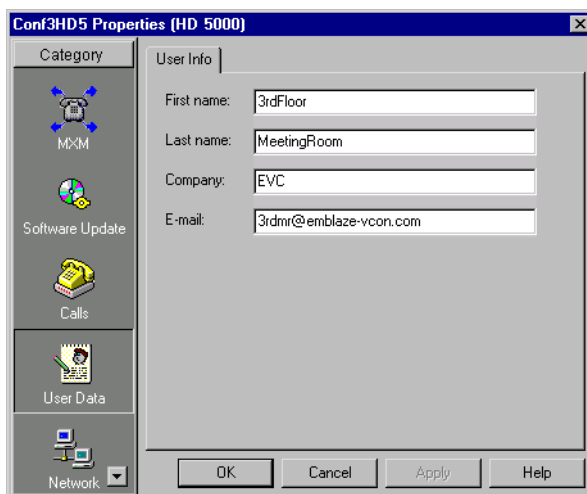 Conf3HD5 Properties (HD 5000)
Category
MXM
Software Update
Calls
User Data
Network
User Info
First name: 3rdFloor
Last name: MeetingRoom
Company: EVC
E-mail: 3rdmr@emblaze-vcon.com
OK Cancel Apply Help